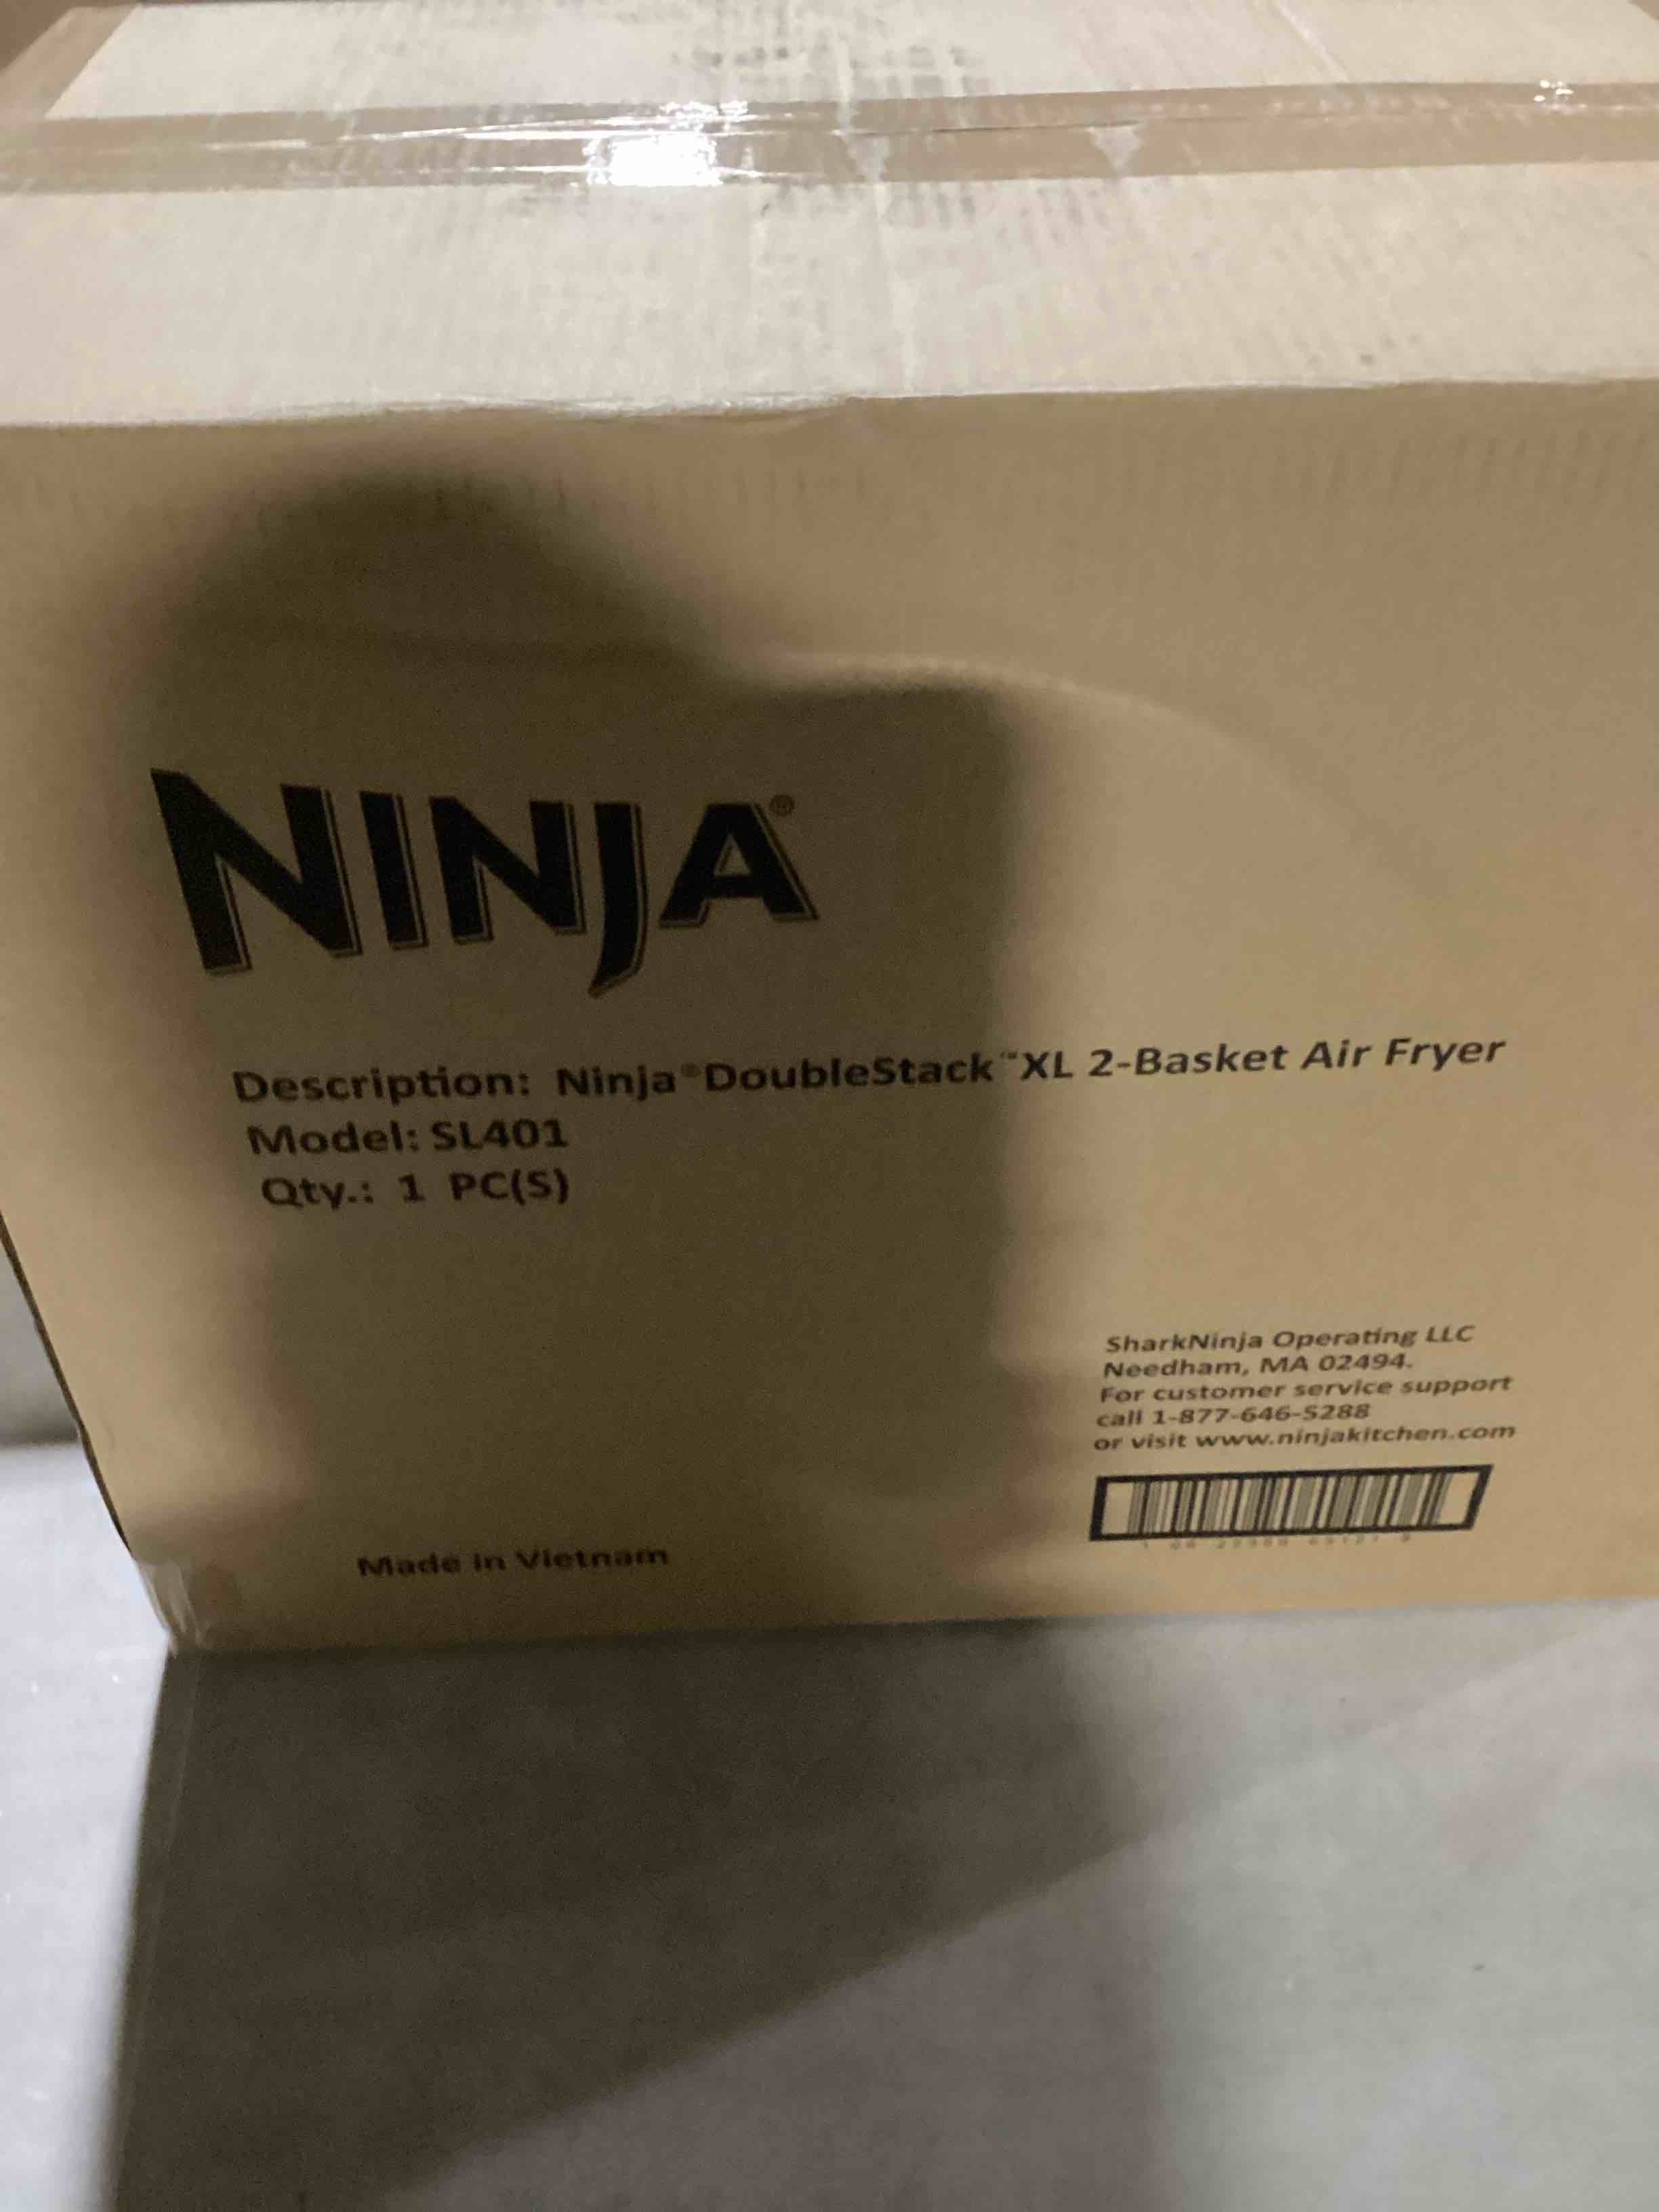 NINJA®
Description: Ninja® DoubleStack™ XL 2-Basket Air Fryer
Model: SL401
Qty.: 1 PC(S)
SharkNinja Operating LLC
Needham, MA 02494.
For customer service support
call 1-877-646-5288
or visit www.ninjakitchen.com
Made in Vietnam